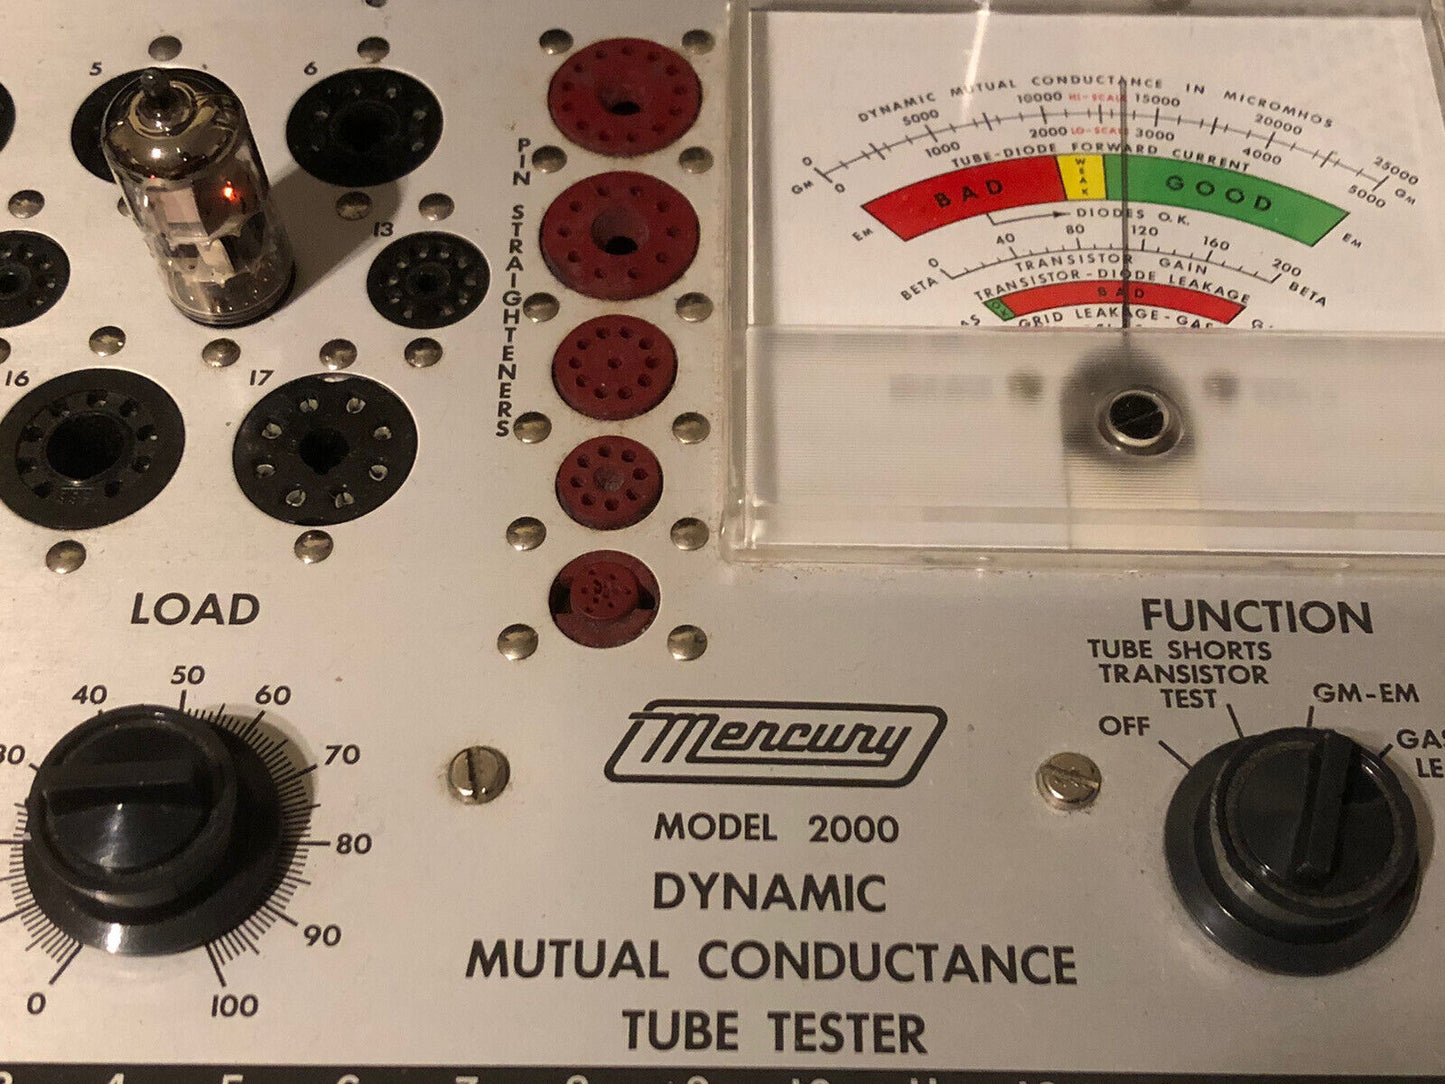 5
6
13
16
17
PIN STRAIGHTENERS
DYNAMIC MUTUAL CONDUCTANCE IN MICROMHOS
0 5000 10000 HI-SCALE 15000 20000 25000
GM GM
0 1000 2000 LO-SCALE 3000 4000 5000
TUBE-DIODE FORWARD CURRENT
BAD WEAK GOOD
EM EM
DIODES O.K.
0 40 80 120 160 200
BETA BETA
TRANSISTOR GAIN
TRANSISTOR-DIODE LEAKAGE
BAD
GRID LEAKAGE-GAS
LOAD
0 40 50 60 70 80 90 100
FUNCTION
TUBE SHORTS
TRANSISTOR
TEST
OFF
GM-EM
Mercury
MODEL 2000
DYNAMIC
MUTUAL CONDUCTANCE
TUBE TESTER